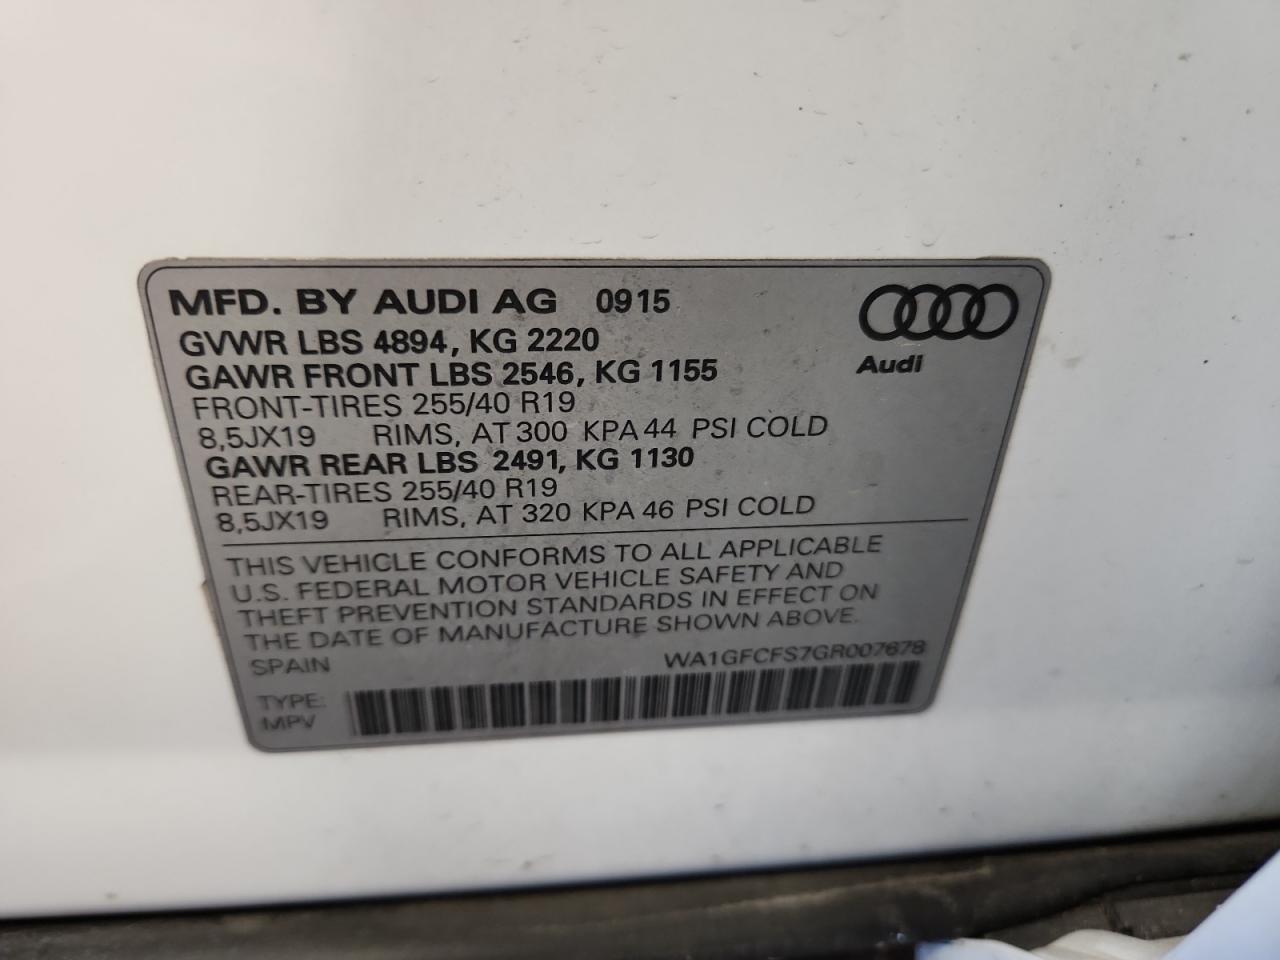 MFD. BY AUDI AG 0915
GVWR LBS 4894, KG 2220
GAWR FRONT LBS 2546, KG 1155
FRONT-TIRES 255/40 R19
8,5JX19 RIMS, AT 300 KPA 44 PSI COLD
GAWR REAR LBS 2491, KG 1130
REAR-TIRES 255/40 R19
8,5JX19 RIMS, AT 320 KPA 46 PSI COLD
Audi
THIS VEHICLE CONFORMS TO ALL APPLICABLE
U.S. FEDERAL MOTOR VEHICLE SAFETY AND
THEFT PREVENTION STANDARDS IN EFFECT ON
THE DATE OF MANUFACTURE SHOWN ABOVE.
SPAIN WA1GFCFS7GR007678
TYPE:
MPV